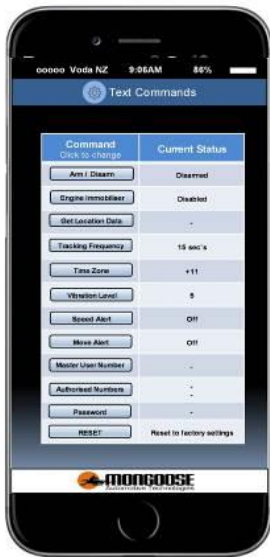 ooooo Voda NZ 9:06AM 86%
Text Commands
Command Current Status
Click to change
Arm / Disarm Disarmed
Engine Immobiliser Disabled
Get Location Data -
Tracking Frequency 15 sec's
Time Zone +11
Vibration Level 5
Speed Alert Off
Move Alert Off
Master User Number -
Authorised Numbers -
-
Password -
RESET Reset to factory settings
MONGOOSE
Automotive Technologies